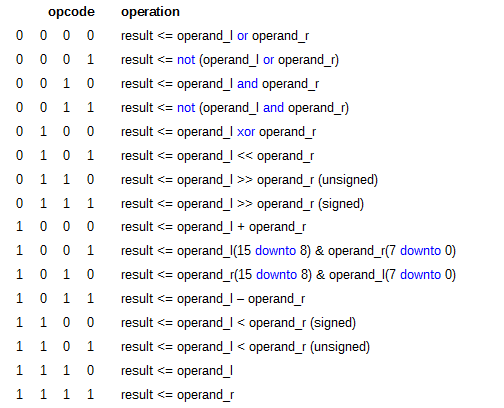 opcode operation
0 0 0 0 result <= operand_l or operand_r
0 0 0 1 result <= not (operand_l or operand_r)
0 0 1 0 result <= operand_l and operand_r
0 0 1 1 result <= not (operand_l and operand_r)
0 1 0 0 result <= operand_l xor operand_r
0 1 0 1 result <= operand_l << operand_r
0 1 1 0 result <= operand_l >> operand_r (unsigned)
0 1 1 1 result <= operand_l >> operand_r (signed)
1 0 0 0 result <= operand_l + operand_r
1 0 0 1 result <= operand_l(15 downto 8) & operand_r(7 downto 0)
1 0 1 0 result <= operand_r(15 downto 8) & operand_l(7 downto 0)
1 0 1 1 result <= operand_l – operand_r
1 1 0 0 result <= operand_l < operand_r (signed)
1 1 0 1 result <= operand_l < operand_r (unsigned)
1 1 1 0 result <= operand_l
1 1 1 1 result <= operand_r